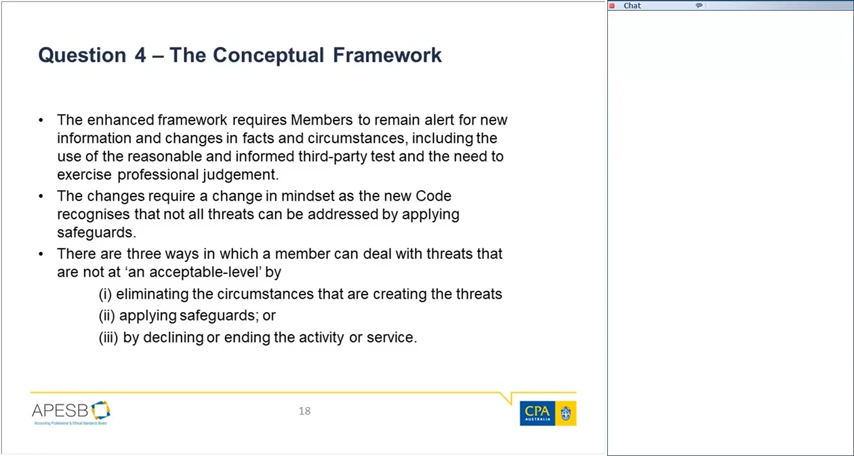 Chat
Question 4 – The Conceptual Framework
• The enhanced framework requires Members to remain alert for new
information and changes in facts and circumstances, including the
use of the reasonable and informed third-party test and the need to
exercise professional judgement.
• The changes require a change in mindset as the new Code
recognises that not all threats can be addressed by applying
safeguards.
• There are three ways in which a member can deal with threats that
are not at ‘an acceptable-level’ by
(i) eliminating the circumstances that are creating the threats
(ii) applying safeguards; or
(iii) by declining or ending the activity or service.
APESB
Accounting Professional & Ethical Standards Board
18
CPA
AUSTRALIA